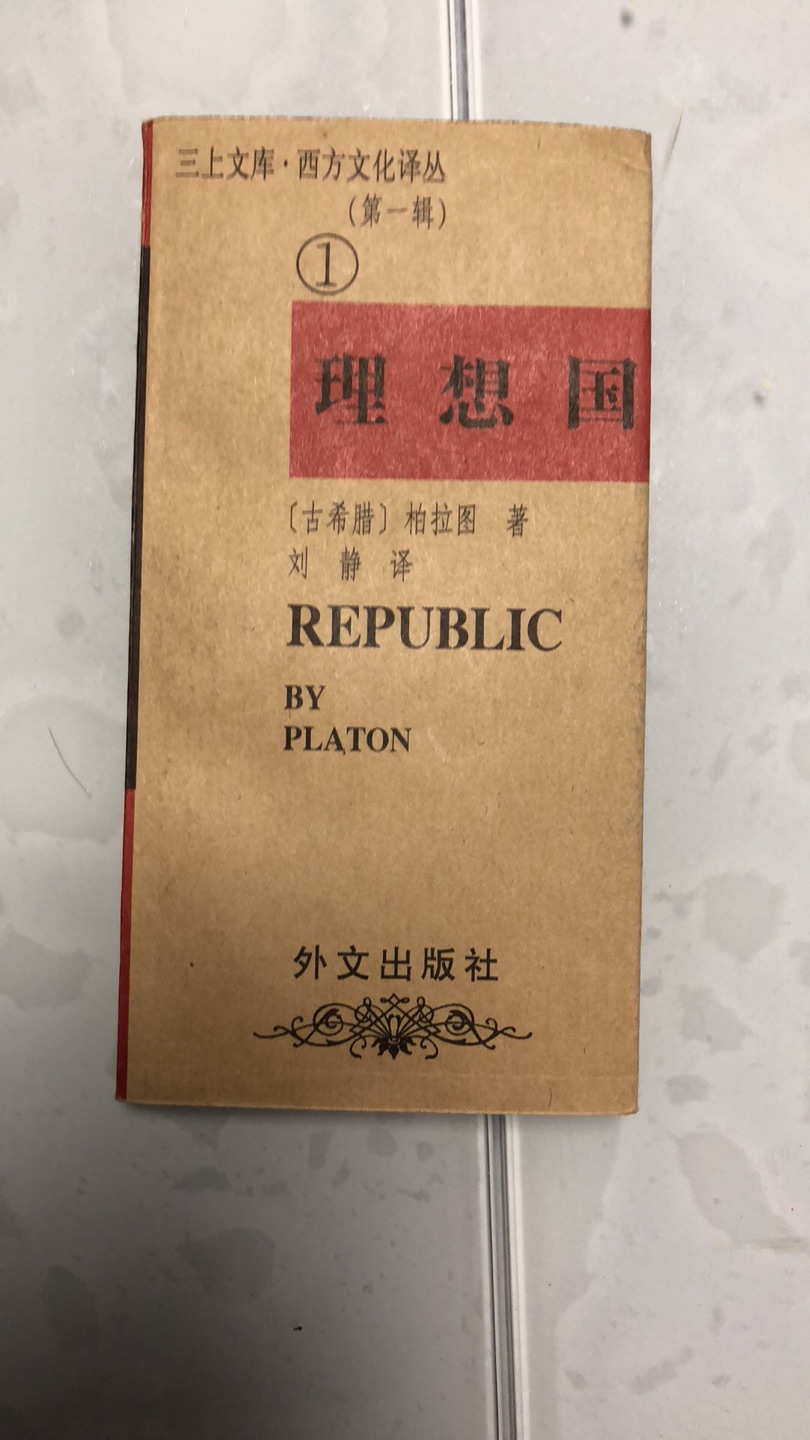 三上文库·西方文化译丛
(第一辑)
①
理想国
〔古希腊〕柏拉图 著
刘静 译
REPUBLIC
BY
PLATON
外文出版社